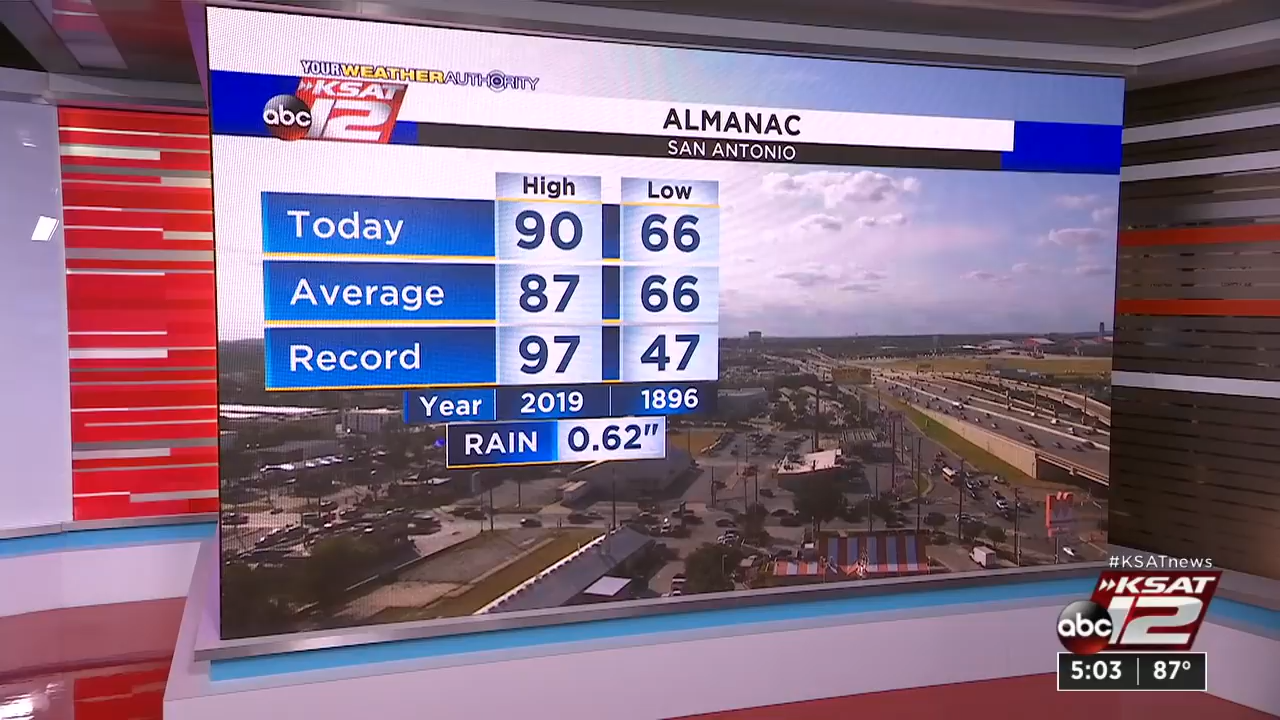 YOUR WEATHER AUTHORITY
KSAT
abc 12
ALMANAC
SAN ANTONIO
High Low
Today 90 66
Average 87 66
Record 97 47
Year 2019 1896
RAIN 0.62"
#KSATnews
KSAT
abc 12
5:03 87°